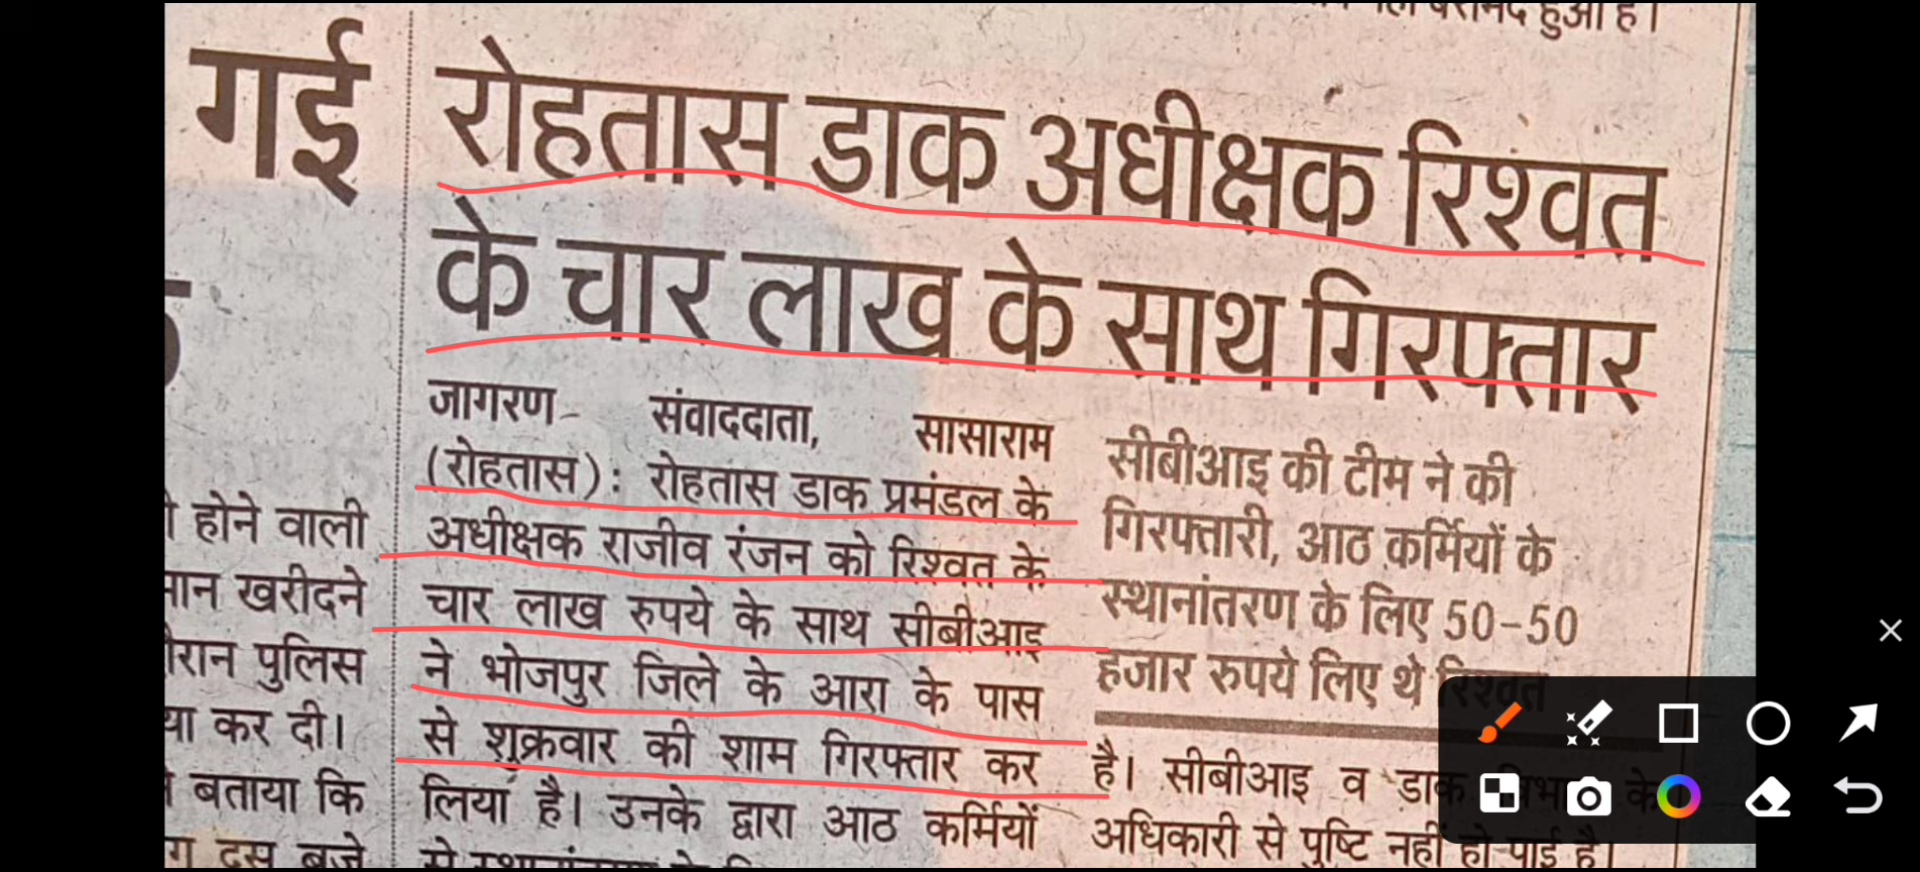 हुआ है।
गई
रोहतास डाक अधीक्षक रिश्वत
के चार लाख के साथ गिरफ्तार
जागरण संवाददाता, सासाराम
(रोहतास): रोहतास डाक प्रमंडल के
अधीक्षक राजीव रंजन को रिश्वत के
चार लाख रुपये के साथ सीबीआइ
ने भोजपुर जिले के आरा के पास
से शुक्रवार की शाम गिरफ्तार कर
लिया है। उनके द्वारा आठ कर्मियों
सीबीआइ की टीम ने की
गिरफ्तारी, आठ कर्मियों के
स्थानांतरण के लिए 50-50
हजार रुपये लिए थे रिश्वत
है। सीबीआइ व डाक विभाग के
अधिकारी से पुष्टि नहीं हो पाई है।
होने वाली
खरीदने
पुलिस
या कर दी।
बताया कि
दस बजे